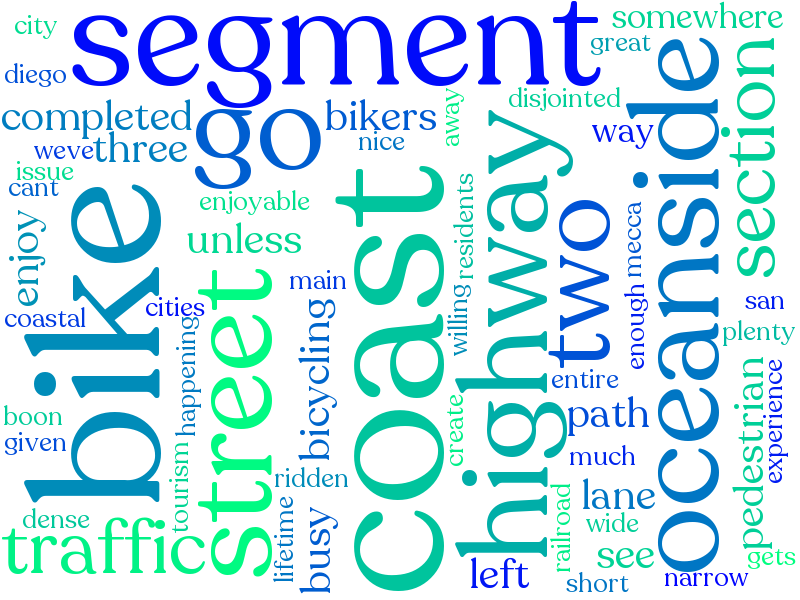 city
segment
somewhere
great
diego
completed
go
bikers
disjointed
away
oceanside
section
weve
three
nice
way
issue
cant
enjoyable
highway
bike
coast
enjoy
unless
residents
two
mecca
street
main
cities
coastal
happening
bicycling
willing
enough
san
plenty
entire
boon
given
create
path
pedestrian
experience
much
tourism
ridden
dense
traffic
lifetime
busy
railroad
lane
wide
see
gets
left
short
narrow